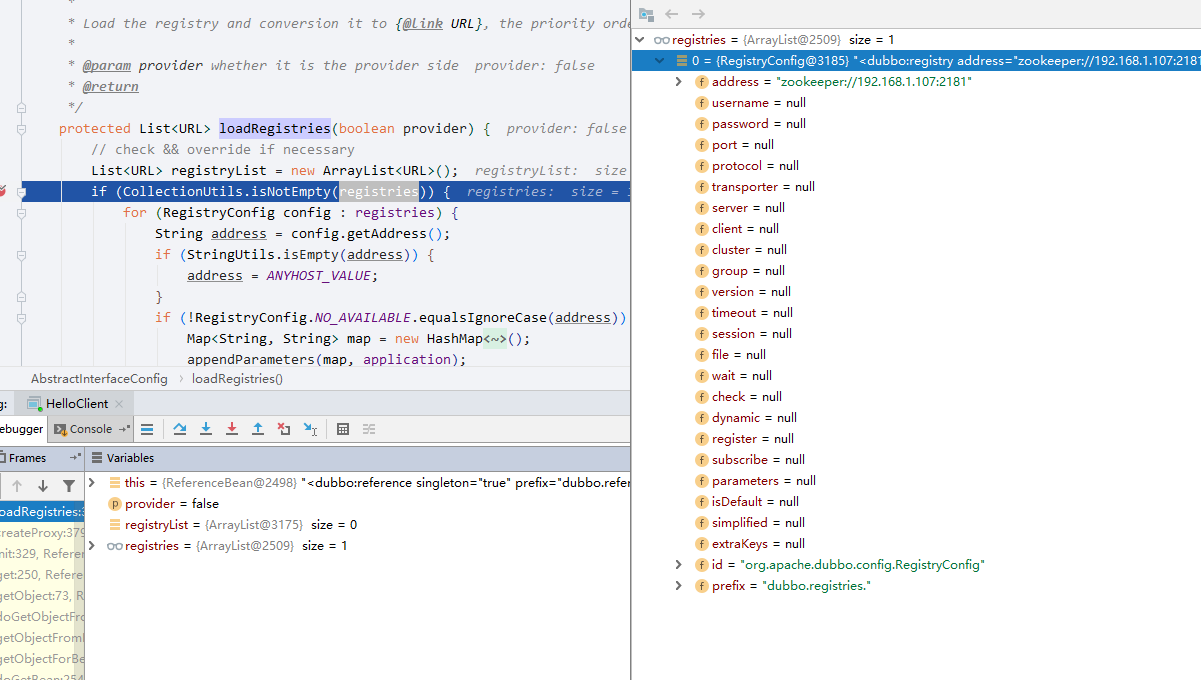 *
* Load the registry and conversion it to {@link URL}, the priority orde
*
* @param provider whether it is the provider side provider: false
* @return
*/
protected List<URL> loadRegistries(boolean provider) { provider: false
// check && override if necessary
List<URL> registryList = new ArrayList<URL>(); registryList: size
if (CollectionUtils.isNotEmpty(registries)) { registries: size = 1
for (RegistryConfig config : registries) {
String address = config.getAddress();
if (StringUtils.isEmpty(address)) {
address = ANYHOST_VALUE;
}
if (!RegistryConfig.NO_AVAILABLE.equalsIgnoreCase(address))
Map<String, String> map = new HashMap<~>();
appendParameters(map, application);
AbstractInterfaceConfig › loadRegistries()
g: HelloClient
ebugger Console
Frames
Variables
oadRegistries:3
createProxy:379
nit:329, Referen
get:250, Refere
getObject:73, R
doGetObjectFro
getObjectFrom
getObjectForBe
doGetBean:254
this = {ReferenceBean@2498} "<dubbo:reference singleton="true" prefix="dubbo.refer
p provider = false
registryList = {ArrayList@3175} size = 0
registries = {ArrayList@2509} size = 1
registries = {ArrayList@2509} size = 1
0 = {RegistryConfig@3185} "<dubbo:registry address="zookeeper://192.168.1.107:2181
f address = "zookeeper://192.168.1.107:2181"
f username = null
f password = null
f port = null
f protocol = null
f transporter = null
f server = null
f client = null
f cluster = null
f group = null
f version = null
f timeout = null
f session = null
f file = null
f wait = null
f check = null
f dynamic = null
f register = null
f subscribe = null
f parameters = null
f isDefault = null
f simplified = null
f extraKeys = null
f id = "org.apache.dubbo.config.RegistryConfig"
f prefix = "dubbo.registries."